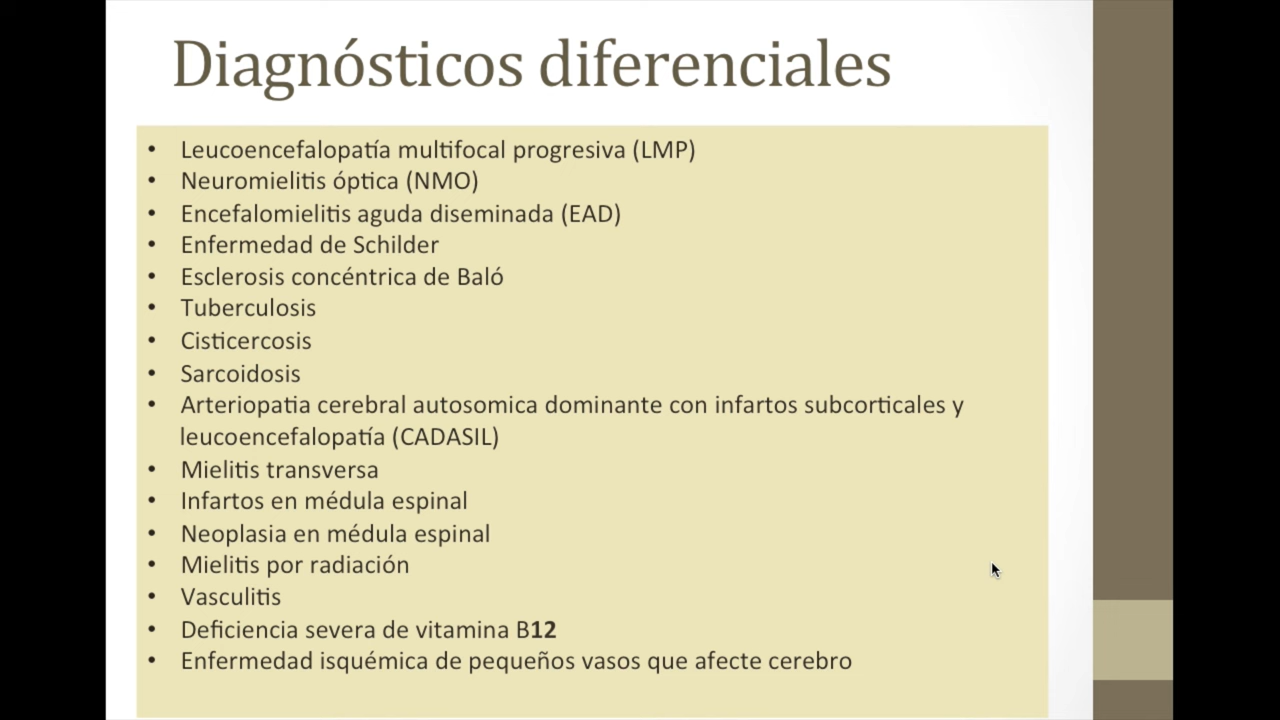 Diagnósticos diferenciales
• Leucoencefalopatía multifocal progresiva (LMP)
• Neuromielitis óptica (NMO)
• Encefalomielitis aguda diseminada (EAD)
• Enfermedad de Schilder
• Esclerosis concéntrica de Baló
• Tuberculosis
• Cisticercosis
• Sarcoidosis
• Arteriopatia cerebral autosomica dominante con infartos subcorticales y
leucoencefalopatía (CADASIL)
• Mielitis transversa
• Infartos en médula espinal
• Neoplasia en médula espinal
• Mielitis por radiación
• Vasculitis
• Deficiencia severa de vitamina B12
• Enfermedad isquémica de pequeños vasos que afecte cerebro